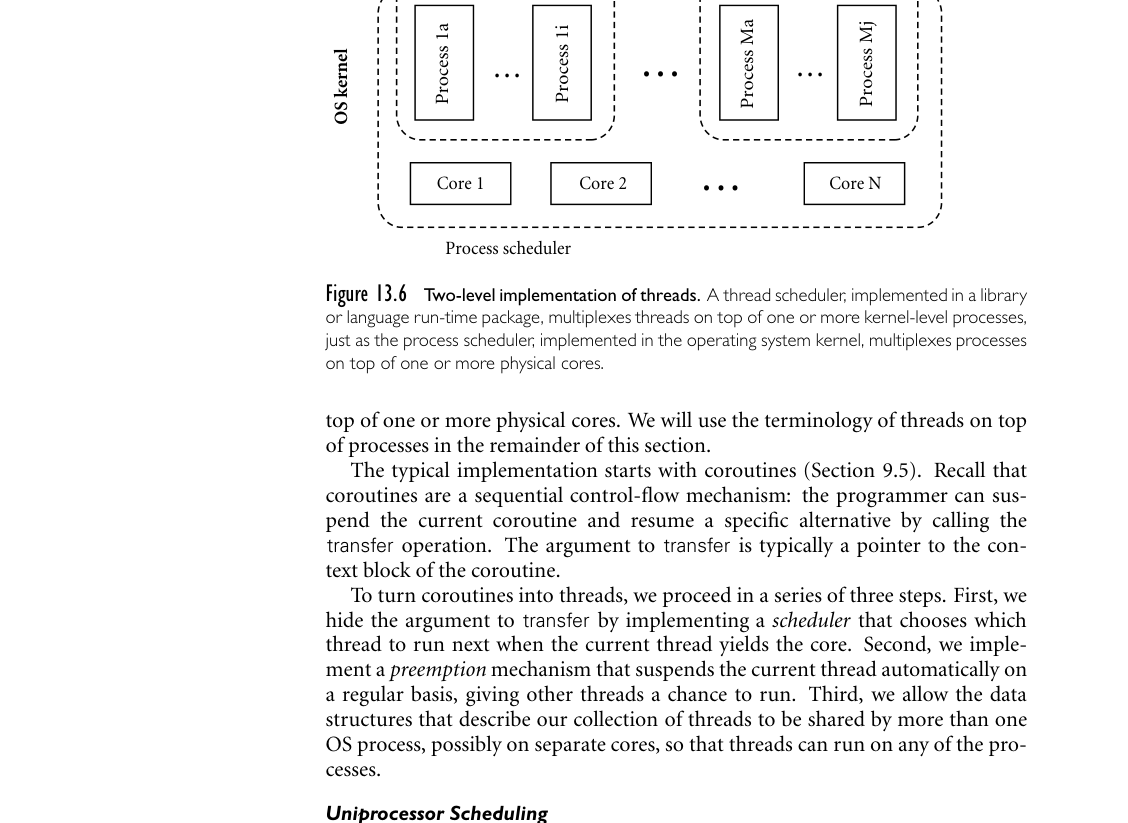 OS kernel
Process 1a
...
Process 1i
...
Process Ma
...
Process Mj
Core 1
Core 2
...
Core N
Process scheduler
Figure 13.6 Two-level implementation of threads. A thread scheduler, implemented in a library
or language run-time package, multiplexes threads on top of one or more kernel-level processes,
just as the process scheduler, implemented in the operating system kernel, multiplexes processes
on top of one or more physical cores.
top of one or more physical cores. We will use the terminology of threads on top
of processes in the remainder of this section.
The typical implementation starts with coroutines (Section 9.5). Recall that
coroutines are a sequential control-flow mechanism: the programmer can sus-
pend the current coroutine and resume a specific alternative by calling the
transfer operation. The argument to transfer is typically a pointer to the con-
text block of the coroutine.
To turn coroutines into threads, we proceed in a series of three steps. First, we
hide the argument to transfer by implementing a scheduler that chooses which
thread to run next when the current thread yields the core. Second, we imple-
ment a preemption mechanism that suspends the current thread automatically on
a regular basis, giving other threads a chance to run. Third, we allow the data
structures that describe our collection of threads to be shared by more than one
OS process, possibly on separate cores, so that threads can run on any of the pro-
cesses.
Uniprocessor Scheduling